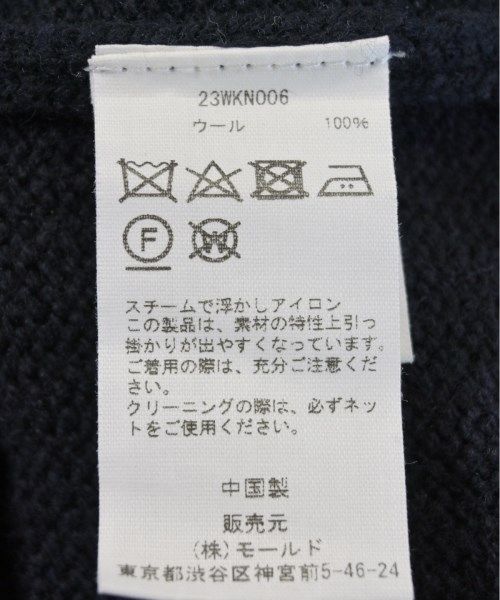 23WKN006
ウール 100%
F
W
スチームで浮かしアイロン
この製品は、素材の特性上引っ
掛かりが出やすくなっています。
ご着用の際は、充分ご注意くだ
さい。
クリーニングの際は、必ずネッ
トをご使用ください。
中国製
販売元
(株)モールド
東京都渋谷区神宮前5-46-24